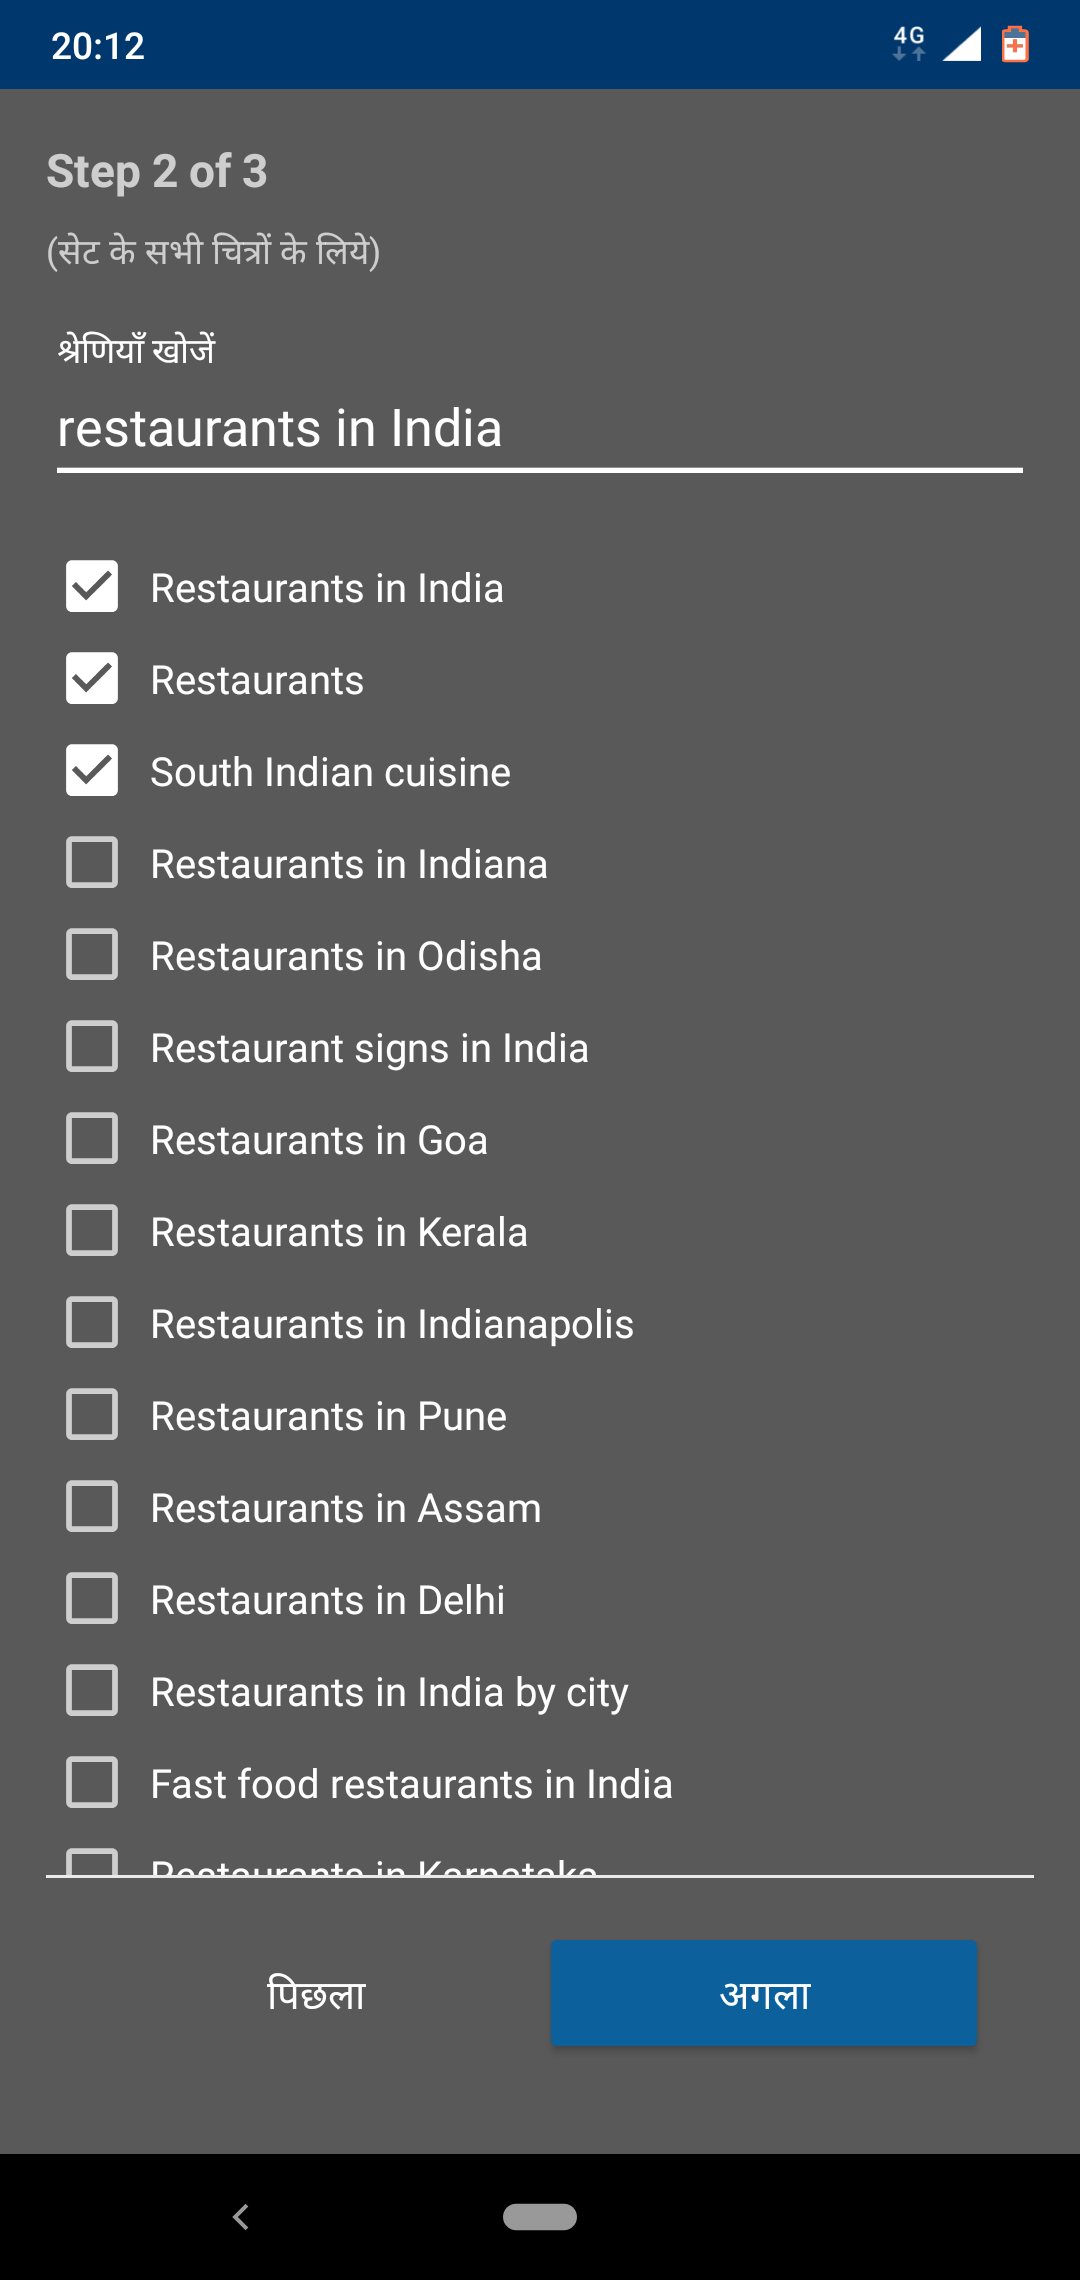 20:12
4G
Step 2 of 3
(सेट के सभी चित्रों के लिये)
श्रेणियाँ खोजें
restaurants in India
Restaurants in India
Restaurants
South Indian cuisine
Restaurants in Indiana
Restaurants in Odisha
Restaurant signs in India
Restaurants in Goa
Restaurants in Kerala
Restaurants in Indianapolis
Restaurants in Pune
Restaurants in Assam
Restaurants in Delhi
Restaurants in India by city
Fast food restaurants in India
Restaurants in Karnataka
पिछला
अगला